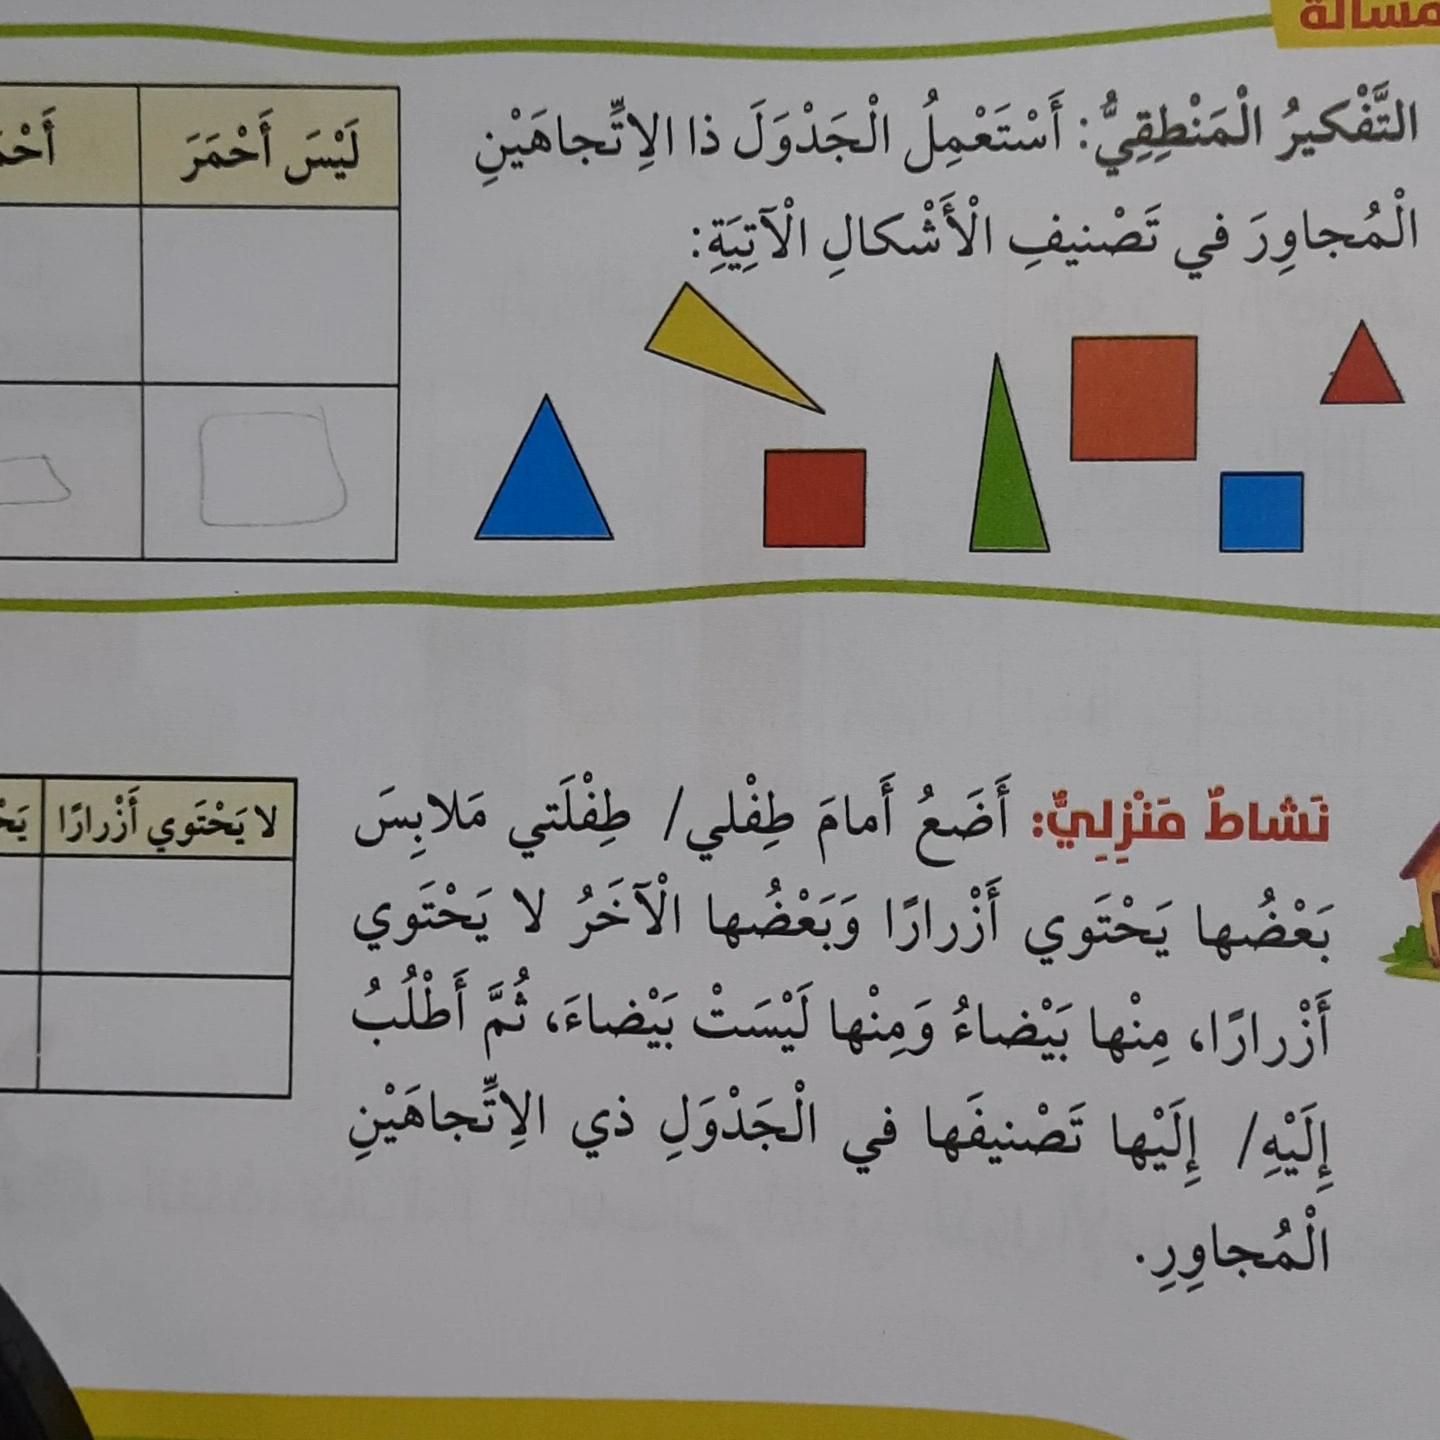 مسألة
التَّفْكيرُ الْمَنْطِقِيُّ: أَسْتَعْمِلُ الْجَدْوَلَ ذا الِاتِّجاهَيْنِ
الْمُجاوِرَ في تَصْنيفِ الْأَشْكالِ الْآتِيَةِ:
لَيْسَ أَحْمَرَ
نَشاطٌ مَنْزِلِيٌّ: أَضَعُ أَمامَ طِفْلي/ طِفْلَتي مَلابِسَ
بَعْضُها يَحْتَوي أَزْرارًا وَبَعْضُها الْآخَرُ لا يَحْتَوي
أَزْرارًا، مِنْها بَيْضاءُ وَمِنْها لَيْسَتْ بَيْضاءَ، ثُمَّ أَطْلُبُ
إِلَيْهِ/ إِلَيْها تَصْنيفَها في الْجَدْوَلِ ذي الِاتِّجاهَيْنِ
الْمُجاوِرِ.
لا يَحْتَوي أَزْرارًا